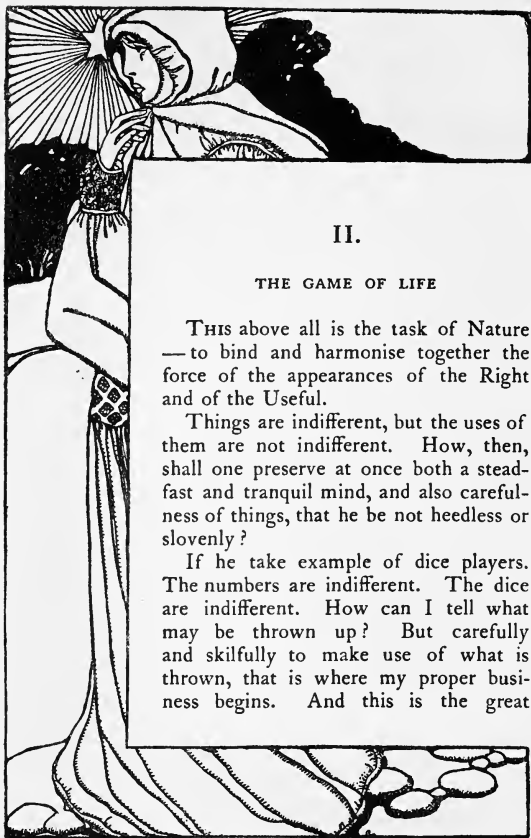 II.
THE GAME OF LIFE
THIS above all is the task of Nature
— to bind and harmonise together the
force of the appearances of the Right
and of the Useful.
Things are indifferent, but the uses of
them are not indifferent. How, then,
shall one preserve at once both a stead-
fast and tranquil mind, and also careful-
ness of things, that he be not heedless or
slovenly?
If he take example of dice players.
The numbers are indifferent. The dice
are indifferent. How can I tell what
may be thrown up? But carefully
and skilfully to make use of what is
thrown, that is where my proper busi-
ness begins. And this is the great